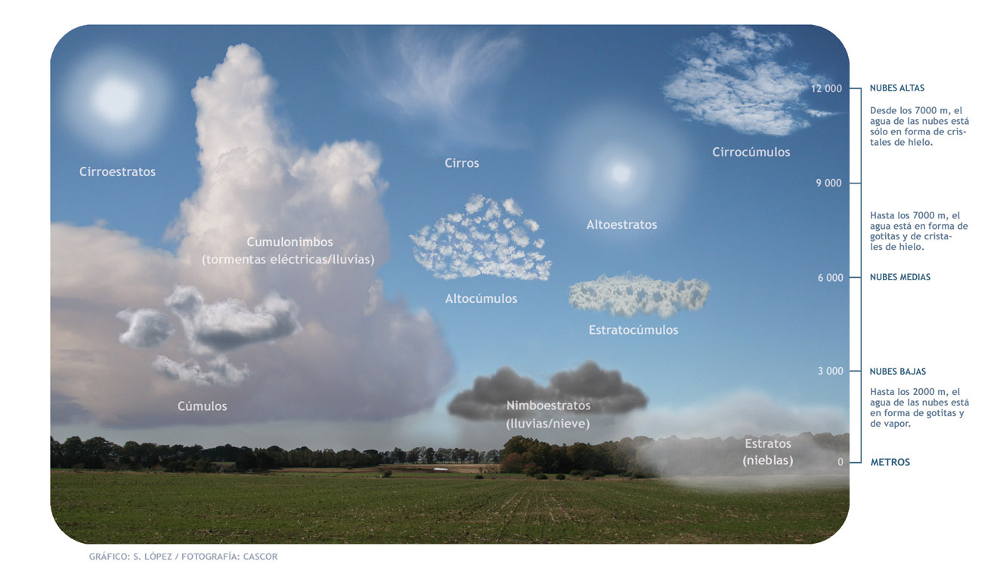 12 000
NUBES ALTAS
Desde los 7000 m, el
agua de las nubes está
sólo en forma de cris-
tales de hielo.
Cirrocúmulos
Cirros
Cirroestratos
9 000
Hasta los 7000 m, el
agua está en forma de
gotitas y de crista-
les de hielo.
Altoestratos
Cumulonimbos
(tormentas eléctricas/lluvias)
6 000
NUBES MEDIAS
Altocúmulos
Estratocúmulos
3 000
NUBES BAJAS
Hasta los 2000 m, el
agua de las nubes está
en forma de gotitas y
de vapor.
Cúmulos
Nimboestratos
(lluvias/nieve)
Estratos
(nieblas)
0
METROS
GRÁFICO: S. LÓPEZ / FOTOGRAFÍA: CASCOR